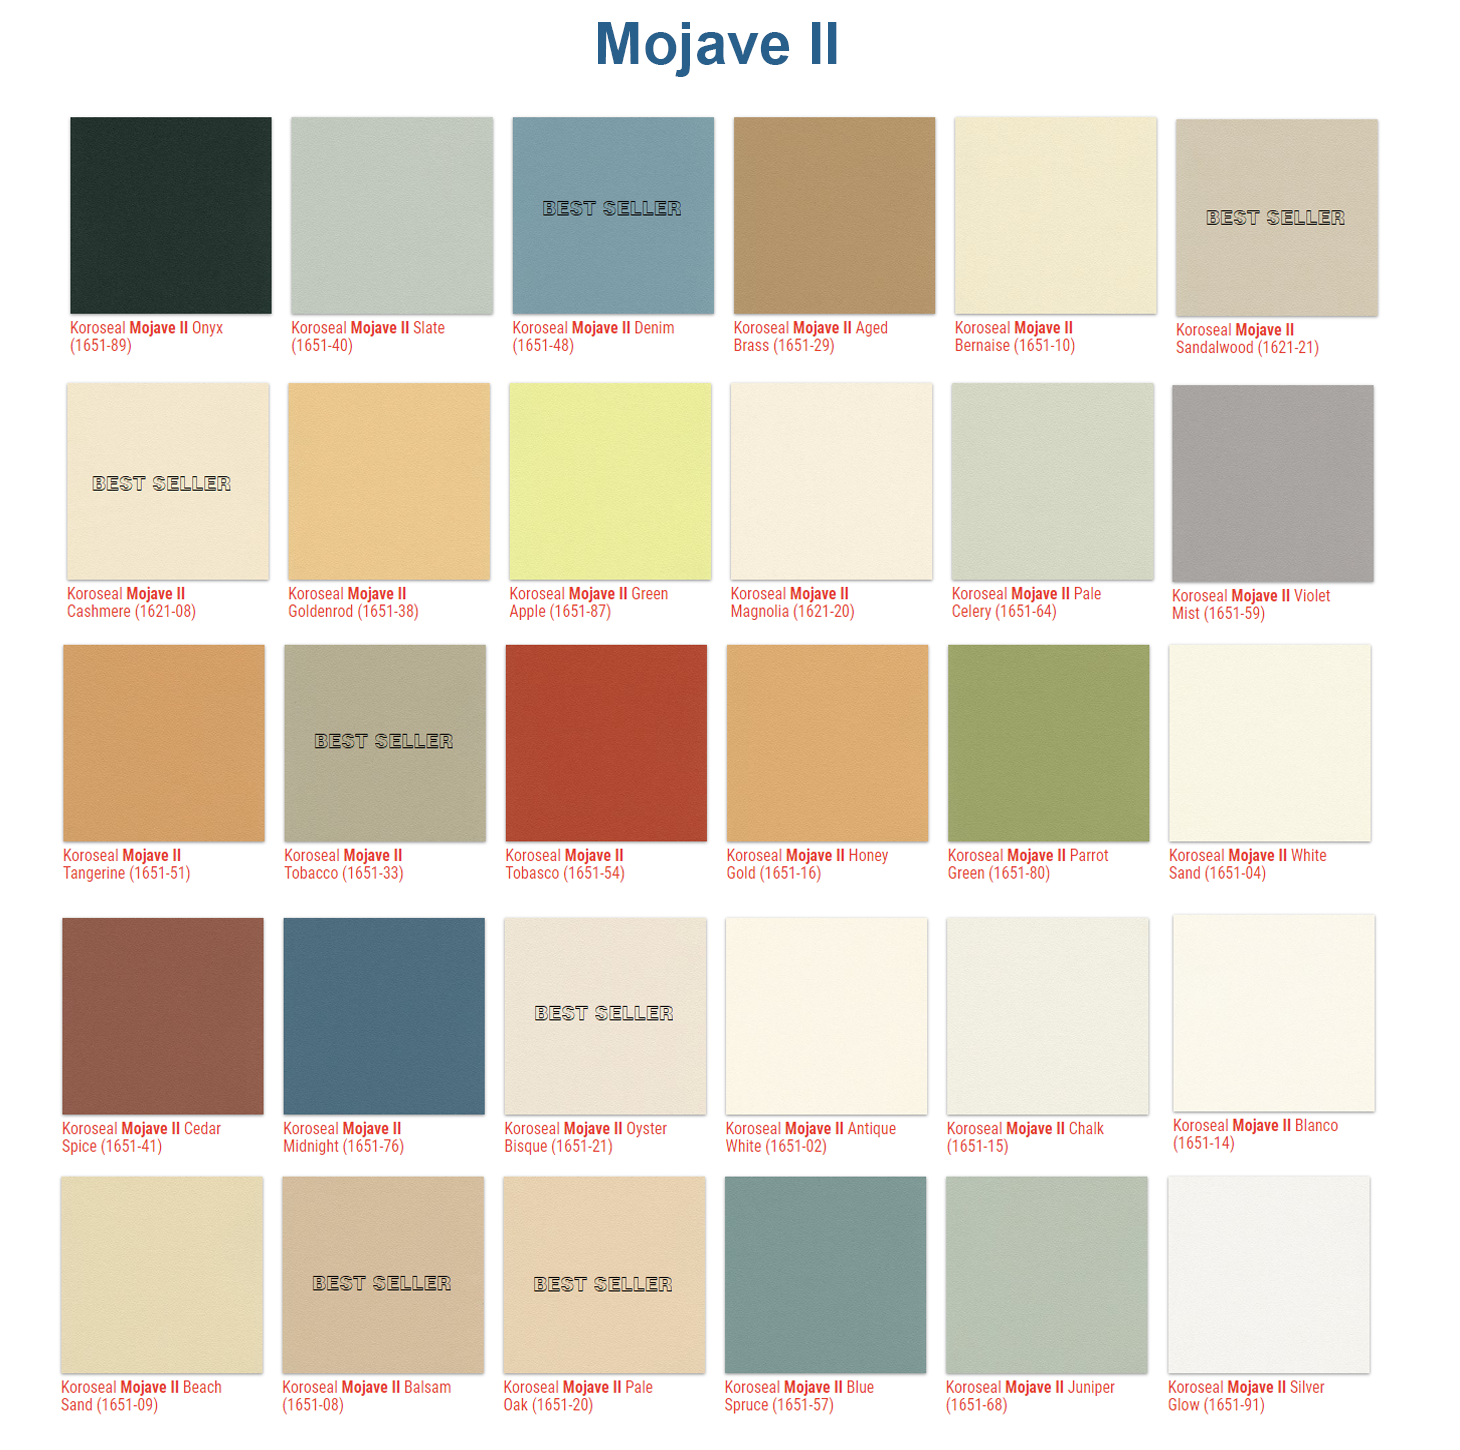 Mojave II
BEST SELLER
BEST SELLER
Koroseal Mojave II Onyx
(1651-89)
Koroseal Mojave II Slate
(1651-40)
Koroseal Mojave II Denim
(1651-48)
Koroseal Mojave II Aged
Brass (1651-29)
Koroseal Mojave II
Bernaise (1651-10)
Koroseal Mojave II
Sandalwood (1621-21)
BEST SELLER
Koroseal Mojave II
Cashmere (1621-08)
Koroseal Mojave II
Goldenrod (1651-38)
Koroseal Mojave II Green
Apple (1651-87)
Koroseal Mojave II
Magnolia (1621-20)
Koroseal Mojave II Pale
Celery (1651-64)
Koroseal Mojave II Violet
Mist (1651-59)
BEST SELLER
Koroseal Mojave II
Tangerine (1651-51)
Koroseal Mojave II
Tobacco (1651-33)
Koroseal Mojave II
Tobasco (1651-54)
Koroseal Mojave II Honey
Gold (1651-16)
Koroseal Mojave II Parrot
Green (1651-80)
Koroseal Mojave II White
Sand (1651-04)
BEST SELLER
Koroseal Mojave II Cedar
Spice (1651-41)
Koroseal Mojave II
Midnight (1651-76)
Koroseal Mojave II Oyster
Bisque (1651-21)
Koroseal Mojave II Antique
White (1651-02)
Koroseal Mojave II Chalk
(1651-15)
Koroseal Mojave II Blanco
(1651-14)
BEST SELLER
BEST SELLER
Koroseal Mojave II Beach
Sand (1651-09)
Koroseal Mojave II Balsam
(1651-08)
Koroseal Mojave II Pale
Oak (1651-20)
Koroseal Mojave II Blue
Spruce (1651-57)
Koroseal Mojave II Juniper
(1651-68)
Koroseal Mojave II Silver
Glow (1651-91)